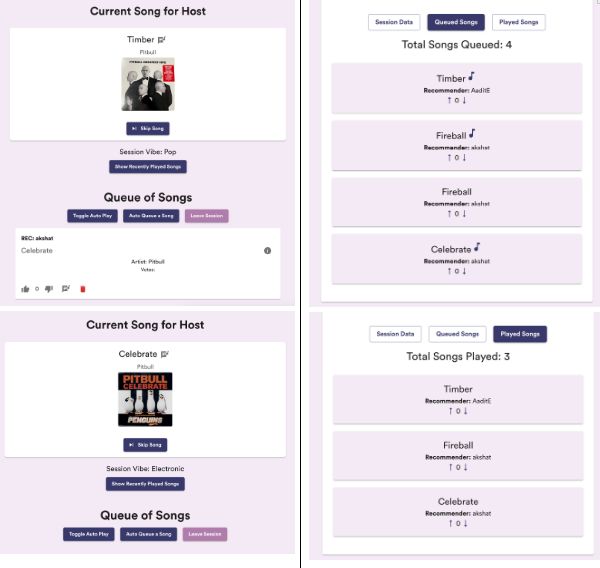 Current Song for Host
Timber
Pitbull
Skip Song
Session Vibe: Pop
Show Recently Played Songs
Queue of Songs
Toggle Auto Play Auto Queue a Song Leave Session
REC: akshat
Celebrate
Artist: Pitbull
Votes:
0
Session Data Queued Songs Played Songs
Total Songs Queued: 4
Timber
Recommender: AaditE
↑ 0 ↓
Fireball
Recommender: akshat
↑ 0 ↓
Fireball
Recommender: akshat
↑ 0 ↓
Celebrate
Recommender: akshat
↑ 0 ↓
Current Song for Host
Celebrate
Pitbull
PITBULL
CELEBRATE
PENGUINS
Skip Song
Session Vibe: Electronic
Show Recently Played Songs
Queue of Songs
Toggle Auto Play Auto Queue a Song Leave Session
Session Data Queued Songs Played Songs
Total Songs Played: 3
Timber
Recommender: AaditE
↑ 0 ↓
Fireball
Recommender: akshat
↑ 0 ↓
Celebrate
Recommender: akshat
↑ 0 ↓